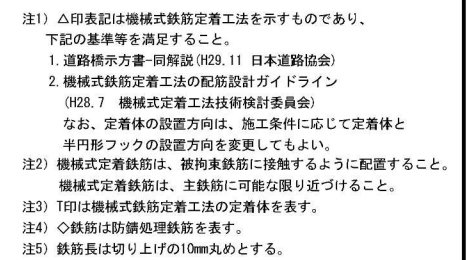 注1) △印表記は機械式鉄筋定着工法を示すものであり、
下記の基準等を満足すること。
1. 道路橋示方書-同解説(H29.11 日本道路協会)
2. 機械式鉄筋定着工法の配筋設計ガイドライン
(H28.7 機械式定着工法技術検討委員会)
なお、定着体の設置方向は、施工条件に応じて定着体と
半円形フックの設置方向を変更してもよい。
注2) 機械式定着鉄筋は、被拘束鉄筋に接触するように配置すること。
機械式定着鉄筋は、主鉄筋に可能な限り近づけること。
注3) T印は機械式鉄筋定着工法の定着体を表す。
注4) ◇鉄筋は防錆処理鉄筋を表す。
注5) 鉄筋長は切り上げの10mm丸めとする。